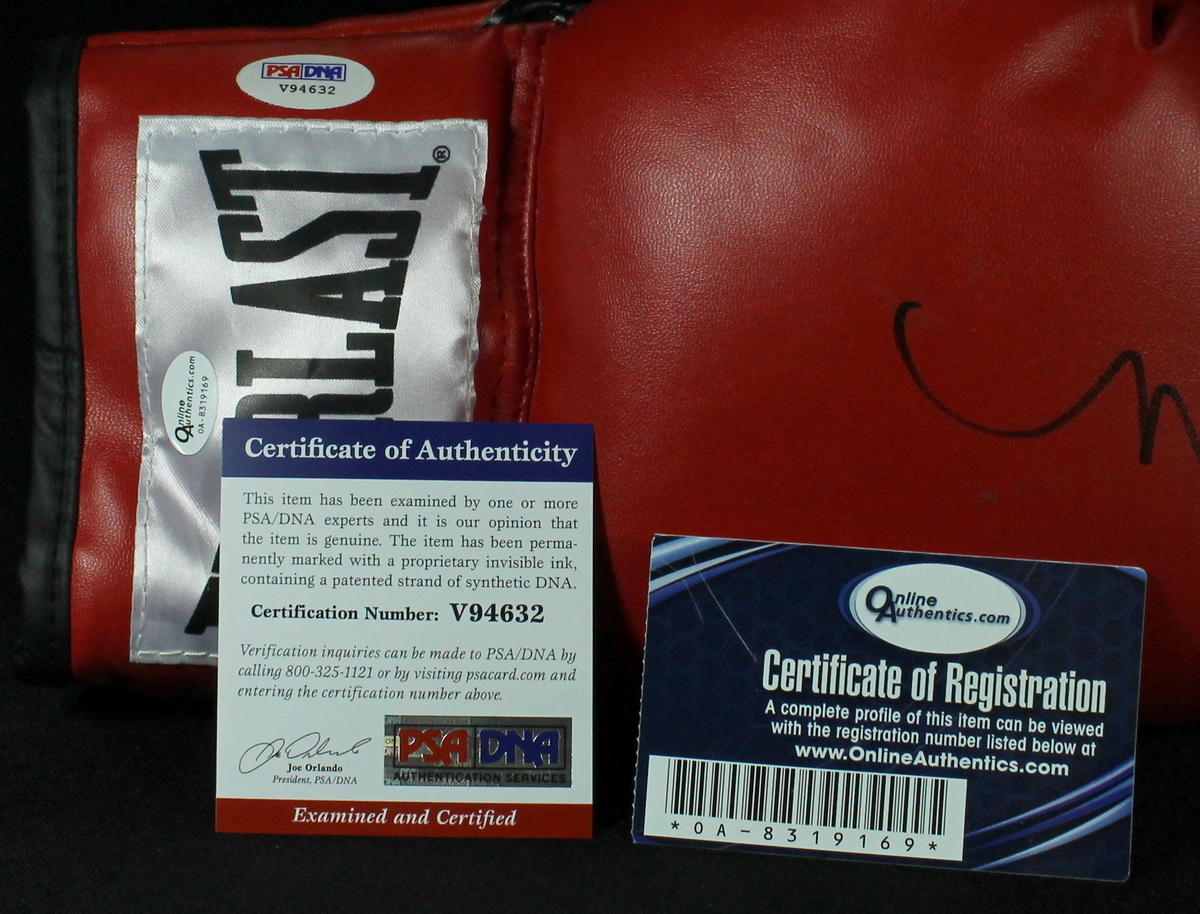 PSA DNA
V94632
RLAST®
Online
Authentics.com
OA-8319169
Certificate of Authenticity
This item has been examined by one or more
PSA/DNA experts and it is our opinion that
the item is genuine. The item has been perma-
nently marked with a proprietary invisible ink,
containing a patented strand of synthetic DNA.
Certification Number: V94632
Verification inquiries can be made to PSA/DNA by
calling 800-325-1121 or by visiting psacard.com and
entering the certification number above.
Joe Orlando
President, PSA/DNA
PSA DNA
AUTHENTICATION SERVICES
Examined and Certified
Online
Authentics.com
Certificate of Registration
A complete profile of this item can be viewed
with the registration number listed below at
www.OnlineAuthentics.com
*OA-8319169*